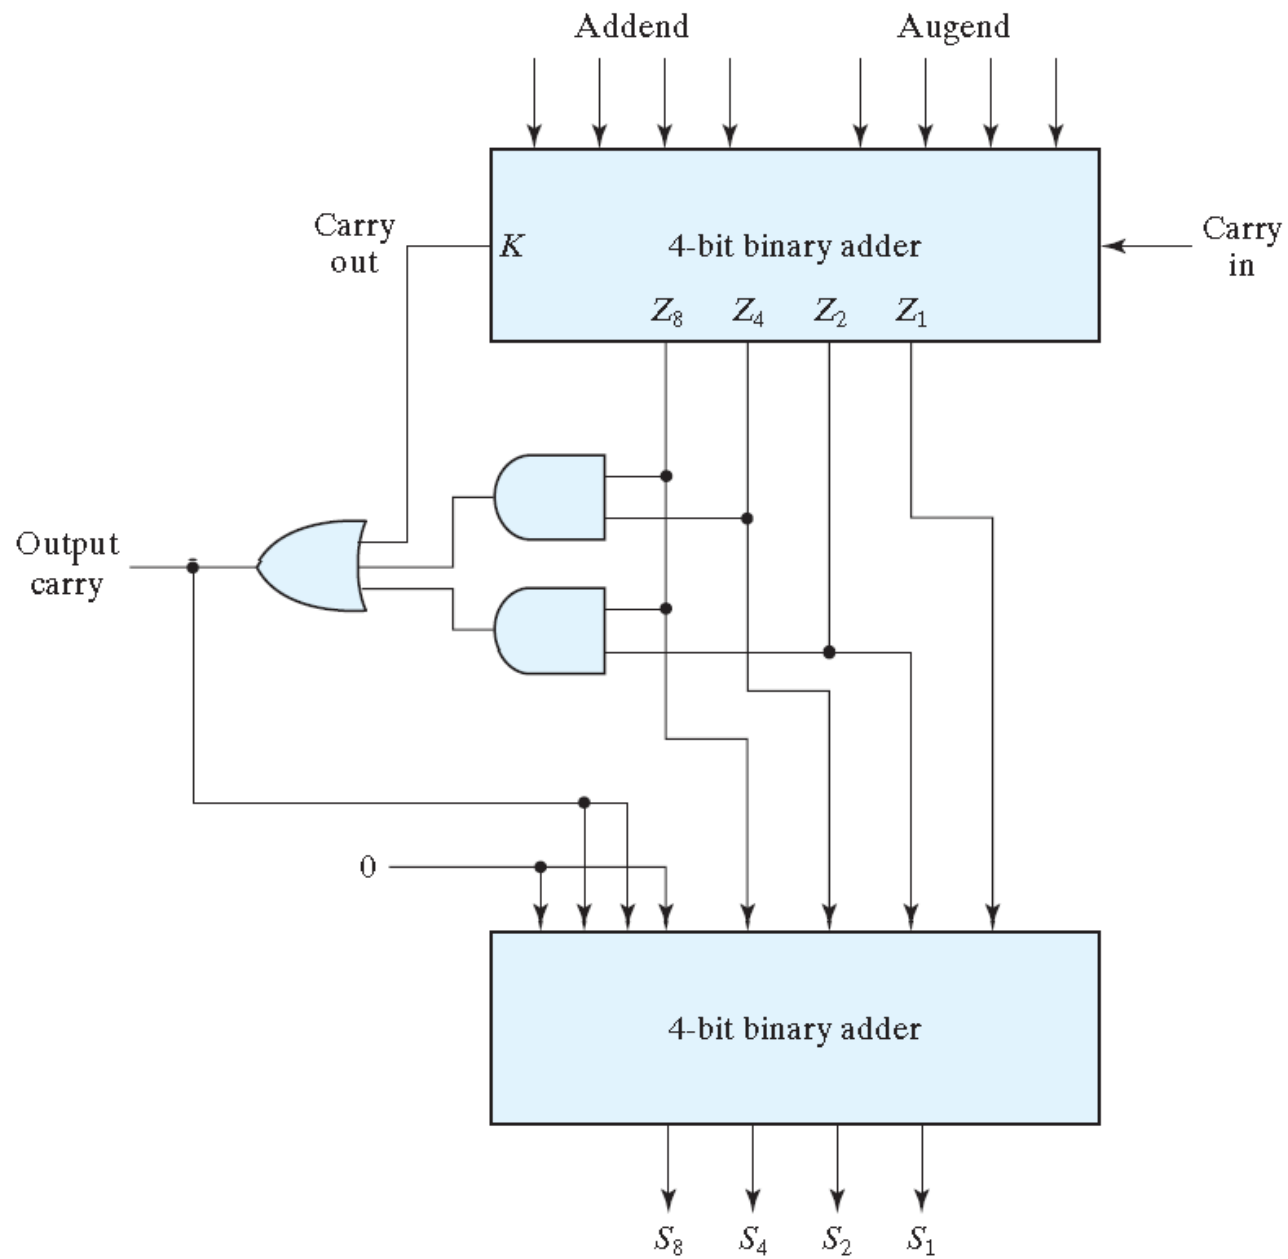 Addend
Augend
Carry
out
K
4-bit binary adder
Carry
in
Z₈ Z₄ Z₂ Z₁
Output
carry
0
4-bit binary adder
S₈ S₄ S₂ S₁